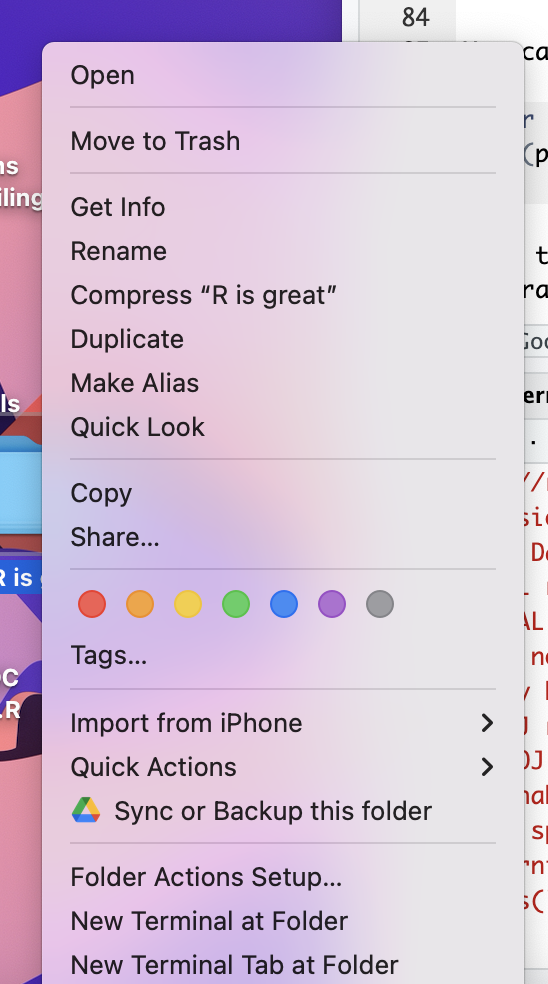 84
Open
Move to Trash
Get Info
Rename
Compress “R is great”
Duplicate
Make Alias
Quick Look
Copy
Share...
Tags...
Import from iPhone
Quick Actions
Sync or Backup this folder
Folder Actions Setup...
New Terminal at Folder
New Terminal Tab at Folder
R is
.R